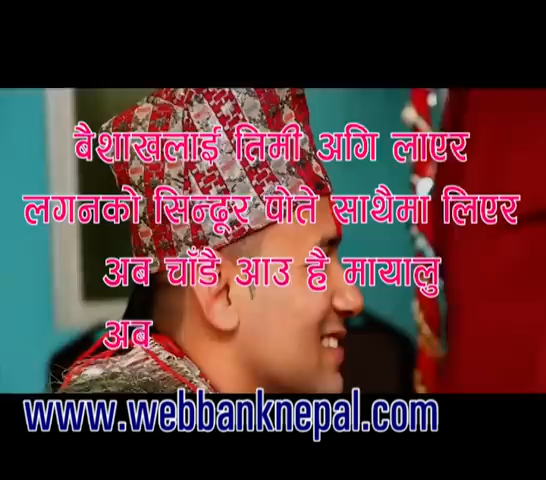 बैशाखलाई तिमी अगि लाएर
लगनको सिन्दूर पोते साथैमा लिएर
अब चाँडै आउ है मायालु
अब
www.webbanknepal.com